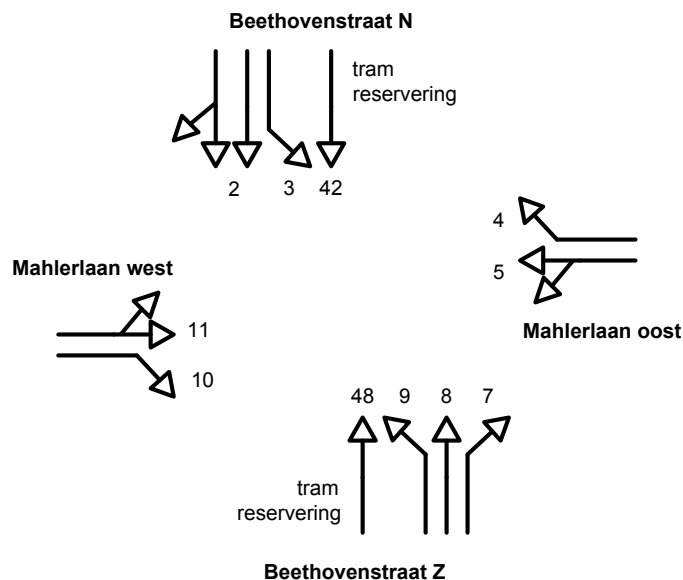 Beethovenstraat N
tram
reservering
2 3 42
4
5
Mahlerlaan west
11
10
Mahlerlaan oost
48 9 8 7
tram
reservering
Beethovenstraat Z